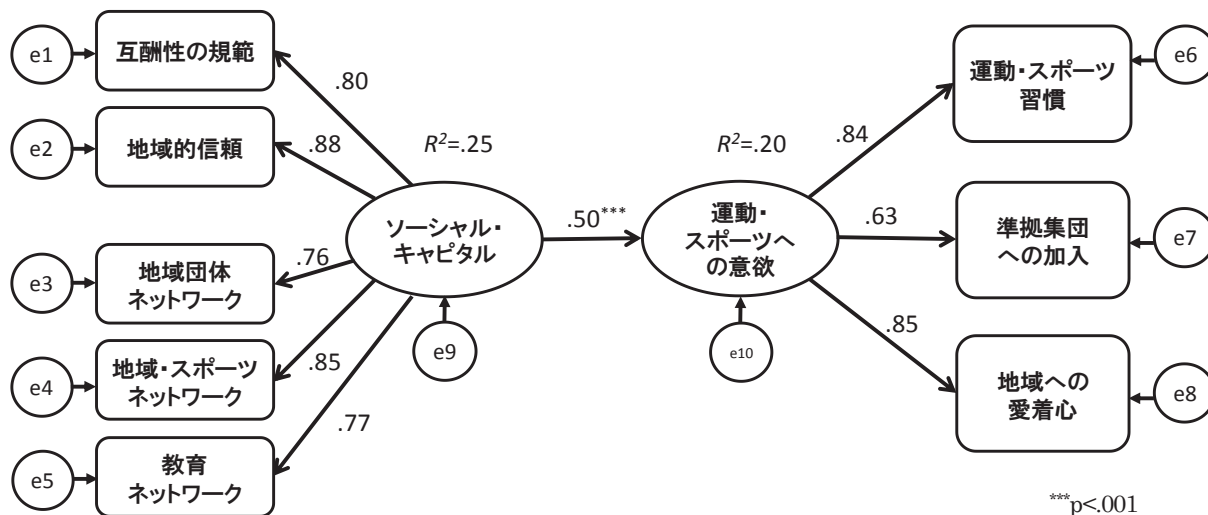 e1
互酬性の規範
.80
e2
地域的信頼
.88
R²=.25
ソーシャル・
キャピタル
e3
地域団体
ネットワーク
.76
e4
地域・スポーツ
ネットワーク
.85
e5
教育
ネットワーク
.77
e9
.50***
R²=.20
運動・
スポーツへ
の意欲
e10
.84
運動・スポーツ
習慣
e6
.63
準拠集団
への加入
e7
.85
地域への
愛着心
e8
***p<.001